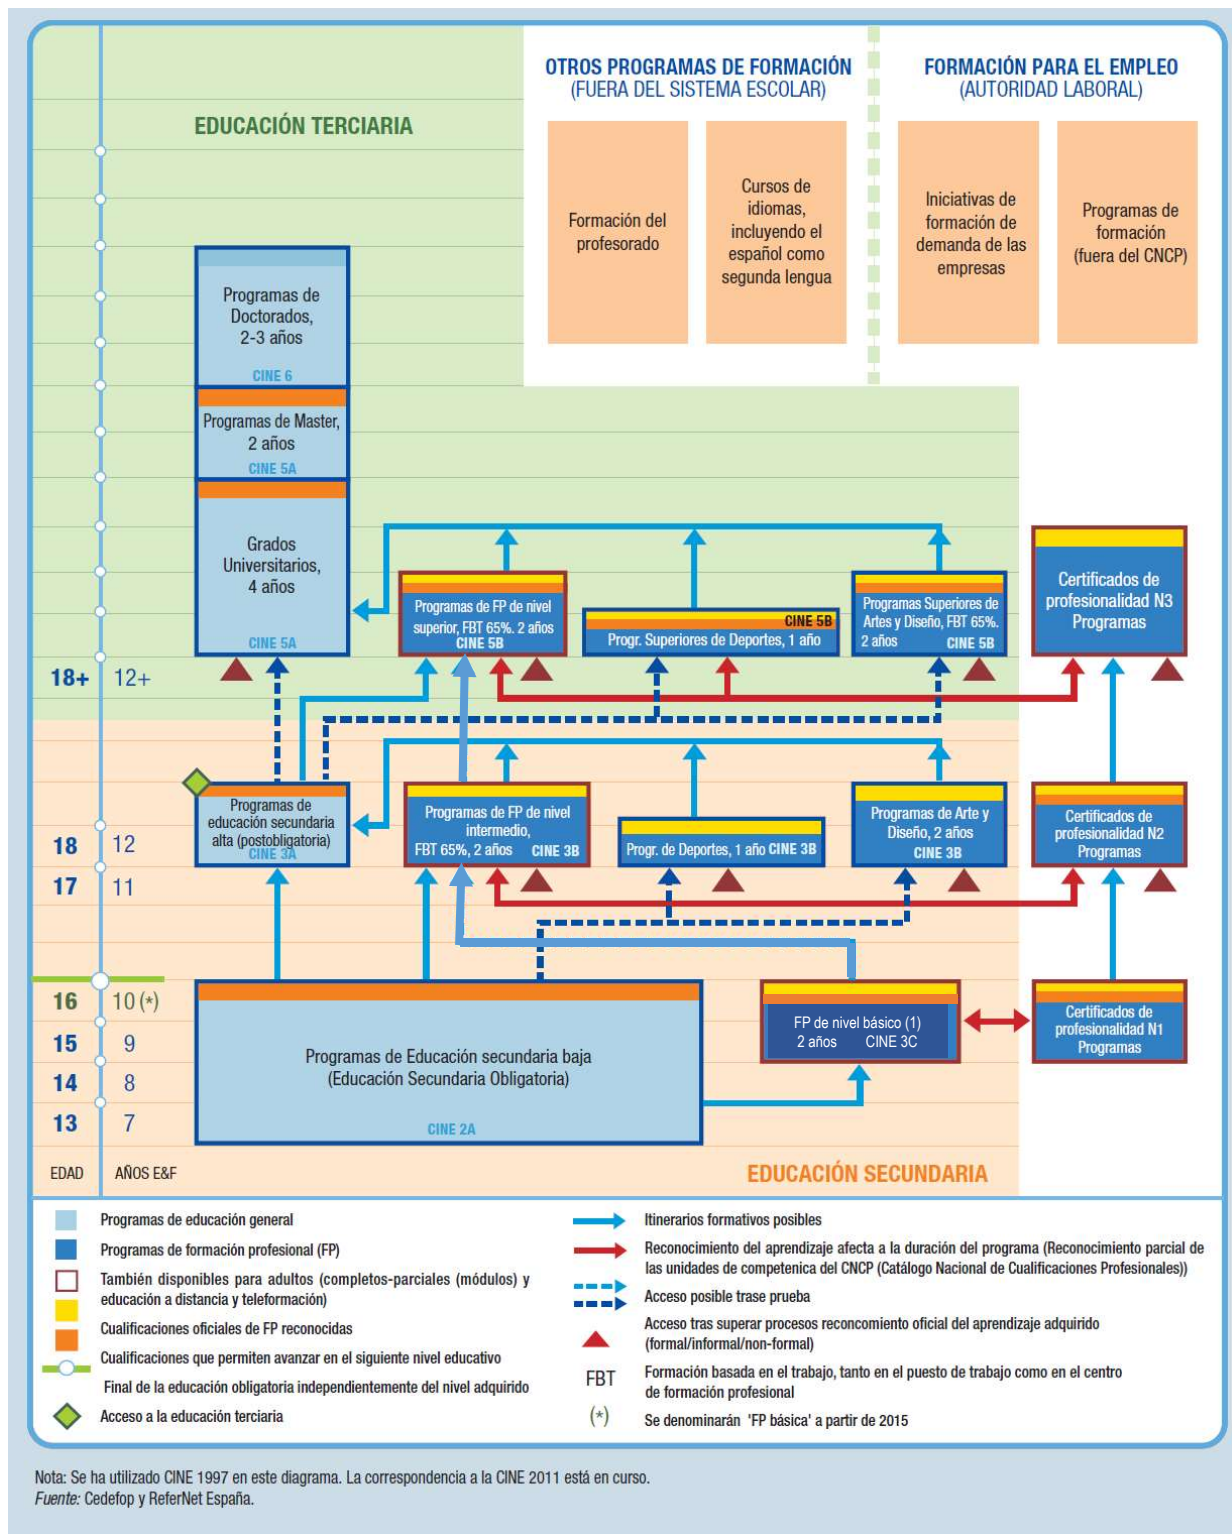 OTROS PROGRAMAS DE FORMACIÓN
(FUERA DEL SISTEMA ESCOLAR)
FORMACIÓN PARA EL EMPLEO
(AUTORIDAD LABORAL)
EDUCACIÓN TERCIARIA
Formación del
profesorado
Cursos de
idiomas,
incluyendo el
español como
segunda lengua
Iniciativas de
formación de
demanda de las
empresas
Programas de
formación
(fuera del CNCP)
Programas de
Doctorados,
2-3 años
CINE 6
Programas de Master,
2 años
CINE 5A
Grados
Universitarios,
4 años
CINE 5A
Programas de FP de nivel
superior, FBT 65%. 2 años
CINE 5B
CINE 5B
Progr. Superiores de Deportes, 1 año
Programas Superiores de
Artes y Diseño, FBT 65%.
2 años CINE 5B
Certificados de
profesionalidad N3
Programas
18+ 12+
Programas de
educación secundaria
alta (postobligatoria)
CINE 3A
Programas de FP de nivel
intermedio,
FBT 65%, 2 años CINE 3B
Progr. de Deportes, 1 año CINE 3B
Programas de Arte y
Diseño, 2 años
CINE 3B
Certificados de
profesionalidad N2
Programas
18 12
17 11
16 10 (*)
15 9
14 8
13 7
Programas de Educación secundaria baja
(Educación Secundaria Obligatoria)
CINE 2A
FP de nivel básico (1)
2 años CINE 3C
Certificados de
profesionalidad N1
Programas
EDAD AÑOS E&F
EDUCACIÓN SECUNDARIA
Programas de educación general
Programas de formación profesional (FP)
También disponibles para adultos (completos-parciales (módulos) y
educación a distancia y teleformación)
Cualificaciones oficiales de FP reconocidas
Cualificaciones que permiten avanzar en el siguiente nivel educativo
Final de la educación obligatoria independientemente del nivel adquirido
Acceso a la educación terciaria
Itinerarios formativos posibles
Reconocimiento del aprendizaje afecta a la duración del programa (Reconocimiento parcial de
las unidades de competenica del CNCP (Catálogo Nacional de Cualificaciones Profesionales))
Acceso posible trase prueba
Acceso tras superar procesos reconcomiento oficial del aprendizaje adquirido
(formal/informal/non-formal)
FBT Formación basada en el trabajo, tanto en el puesto de trabajo como en el centro
de formación profesional
(*) Se denominarán 'FP básica' a partir de 2015
Nota: Se ha utilizado CINE 1997 en este diagrama. La correspondencia a la CINE 2011 está en curso.
Fuente: Cedefop y ReferNet España.